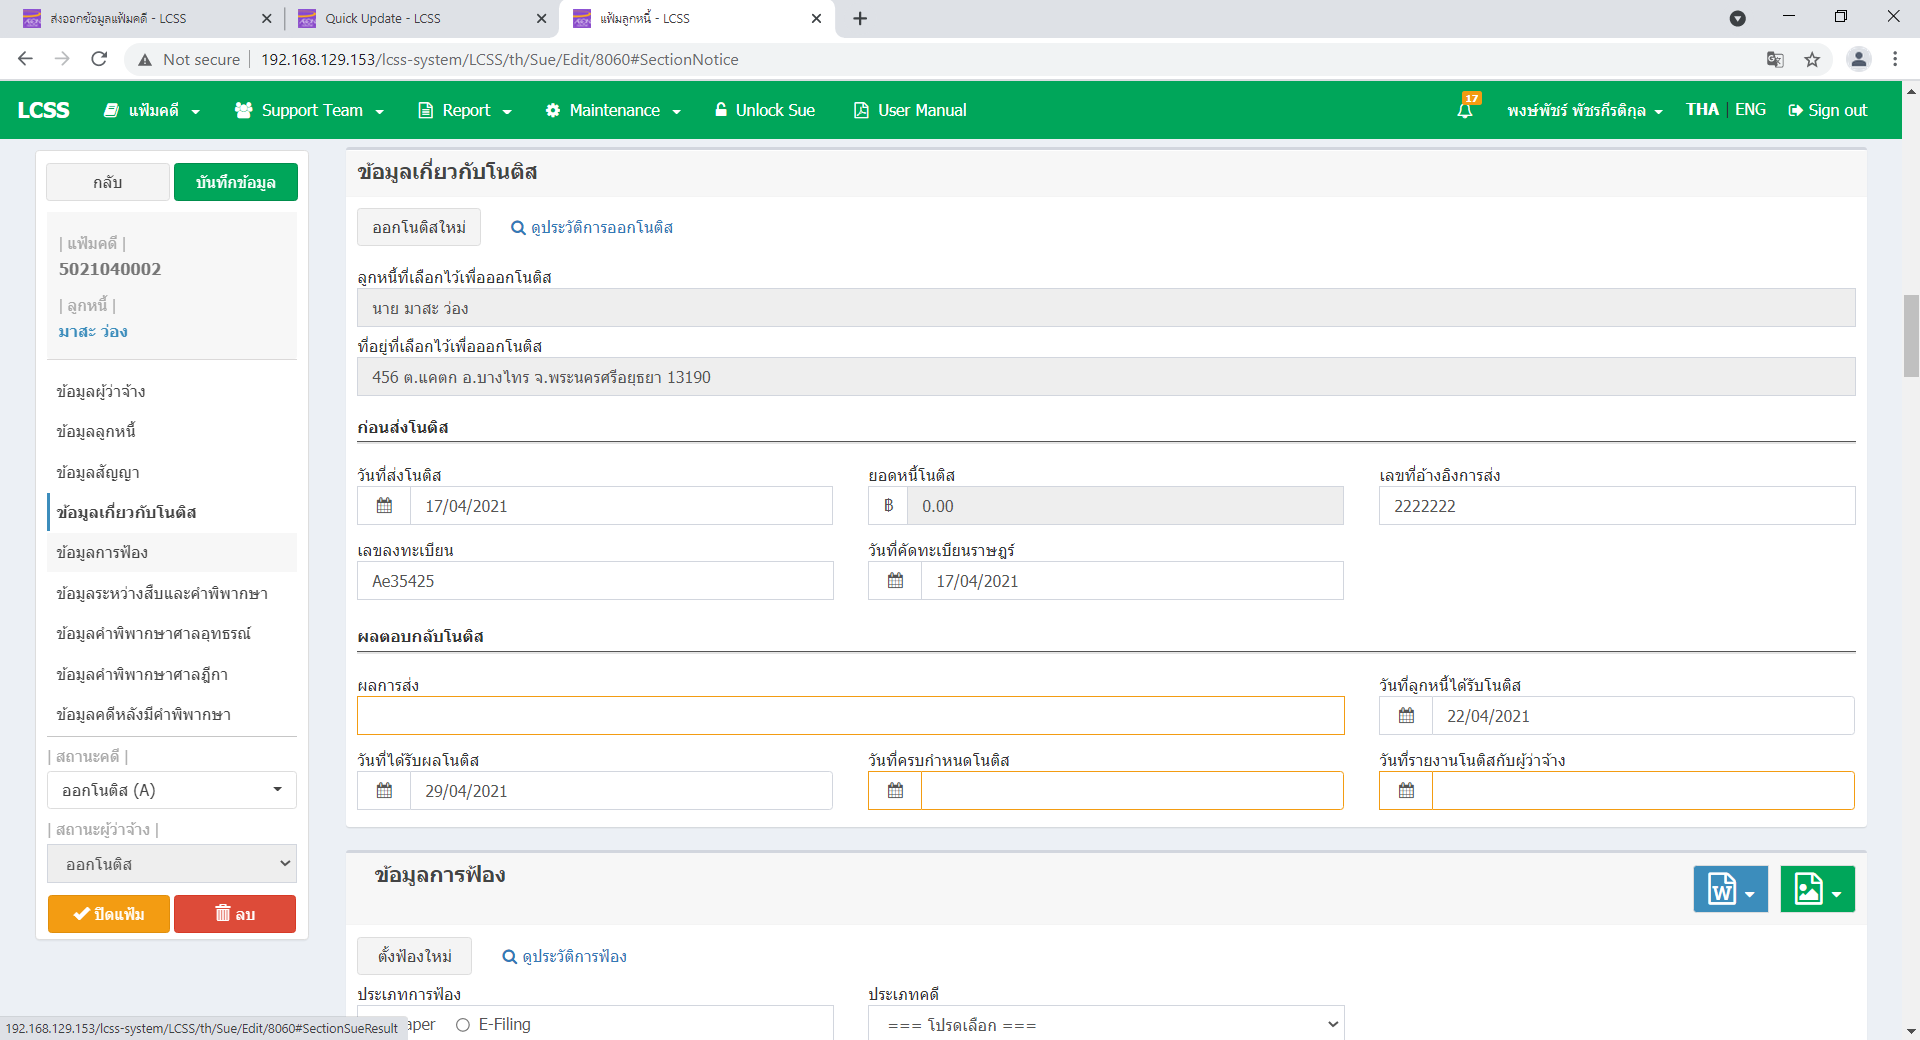 ส่งออกข้อมูลแฟ้มคดี - LCSS
Quick Update - LCSS
แฟ้มลูกหนี้ - LCSS
Not secure
192.168.129.153/lcss-system/LCSS/th/Sue/Edit/8060#SectionNotice
LCSS
แฟ้มคดี
Support Team
Report
Maintenance
Unlock Sue
User Manual
17
พงษ์พัชร์ พัชรกีรติกุล
THA | ENG
Sign out
กลับ
บันทึกข้อมูล
| แฟ้มคดี |
5021040002
| ลูกหนี้ |
มาสะ ว่อง
ข้อมูลผู้ว่าจ้าง
ข้อมูลลูกหนี้
ข้อมูลสัญญา
ข้อมูลเกี่ยวกับโนติส
ข้อมูลการฟ้อง
ข้อมูลระหว่างสืบและคำพิพากษา
ข้อมูลคำพิพากษาศาลอุทธรณ์
ข้อมูลคำพิพากษาศาลฎีกา
ข้อมูลคดีหลังมีคำพิพากษา
| สถานะคดี |
ออกโนติส (A)
| สถานะผู้ว่าจ้าง |
ออกโนติส
ปิดแฟ้ม
ลบ
ข้อมูลเกี่ยวกับโนติส
ออกโนติสใหม่
ดูประวัติการออกโนติส
ลูกหนี้ที่เลือกไว้เพื่อออกโนติส
นาย มาสะ ว่อง
ที่อยู่ที่เลือกไว้เพื่อออกโนติส
456 ต.แคตก อ.บางไทร จ.พระนครศรีอยุธยา 13190
ก่อนส่งโนติส
วันที่ส่งโนติส
ยอดหนี้โนติส
เลขที่อ้างอิงการส่ง
17/04/2021
฿ 0.00
2222222
เลขลงทะเบียน
วันที่คัดทะเบียนราษฎร์
Ae35425
17/04/2021
ผลตอบกลับโนติส
ผลการส่ง
วันที่ลูกหนี้ได้รับโนติส
22/04/2021
วันที่ได้รับผลโนติส
วันที่ครบกำหนดโนติส
วันที่รายงานโนติสกับผู้ว่าจ้าง
29/04/2021
ข้อมูลการฟ้อง
ตั้งฟ้องใหม่
ดูประวัติการฟ้อง
ประเภทการฟ้อง
ประเภทคดี
aper
E-Filing
=== โปรดเลือก ===
192.168.129.153/lcss-system/LCSS/th/Sue/Edit/8060#SectionSueResult